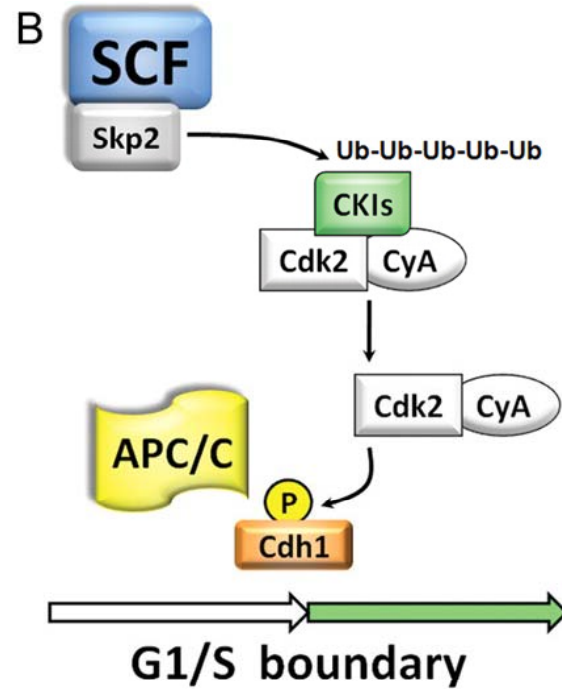 B
SCF
Skp2
Ub-Ub-Ub-Ub-Ub
CKIs
Cdk2 CyA
Cdk2 CyA
APC/C
P
Cdh1
G1/S boundary